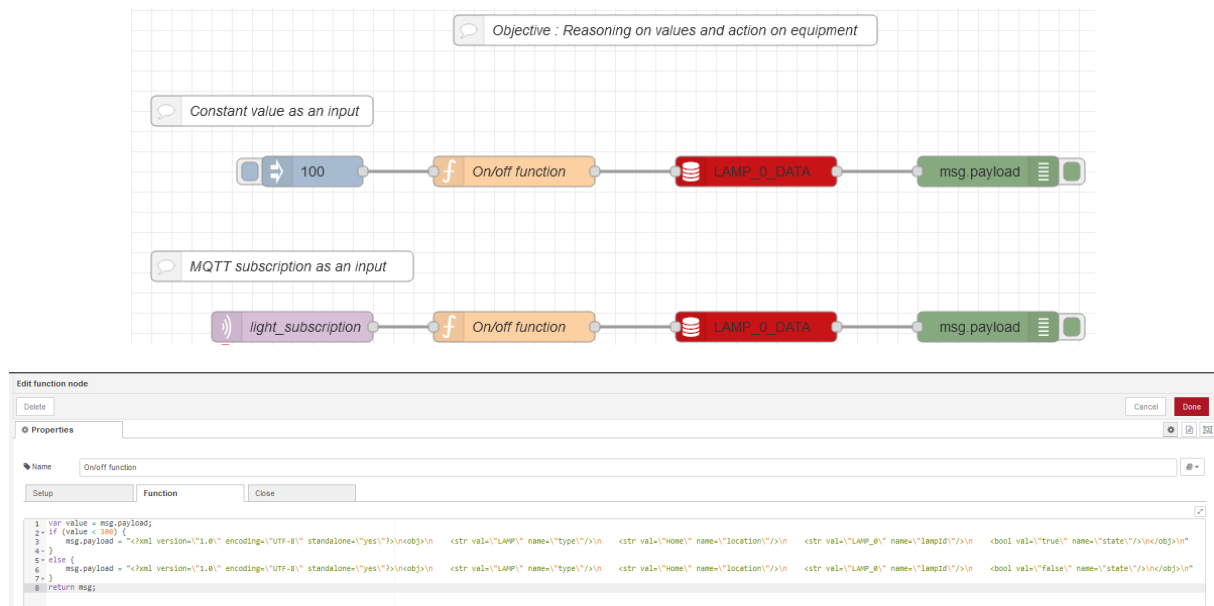 Objective : Reasoning on values and action on equipment
Constant value as an input
100 On/off function LAMP_0_DATA msg.payload
MQTT subscription as an input
light_subscription On/off function LAMP_0_DATA msg.payload
Edit function node
Delete Cancel Done
Properties
Name On/off function
Setup Function Close
1 var value = msg.payload;
2 if (value < 300) {
3 msg.payload = "<?xml version=\"1.0\" encoding=\"UTF-8\" standalone=\"yes\"?>\n<obj>\n    <str val=\"LAMP\" name=\"type\"/>\n    <str val=\"Home\" name=\"location\"/>\n    <str val=\"LAMP_0\" name=\"lampId\"/>\n    <bool val=\"true\" name=\"state\"/>\n</obj>\n"
4 }
5 else {
6 msg.payload = "<?xml version=\"1.0\" encoding=\"UTF-8\" standalone=\"yes\"?>\n<obj>\n    <str val=\"LAMP\" name=\"type\"/>\n    <str val=\"Home\" name=\"location\"/>\n    <str val=\"LAMP_0\" name=\"lampId\"/>\n    <bool val=\"false\" name=\"state\"/>\n</obj>\n"
7 }
8 return msg;